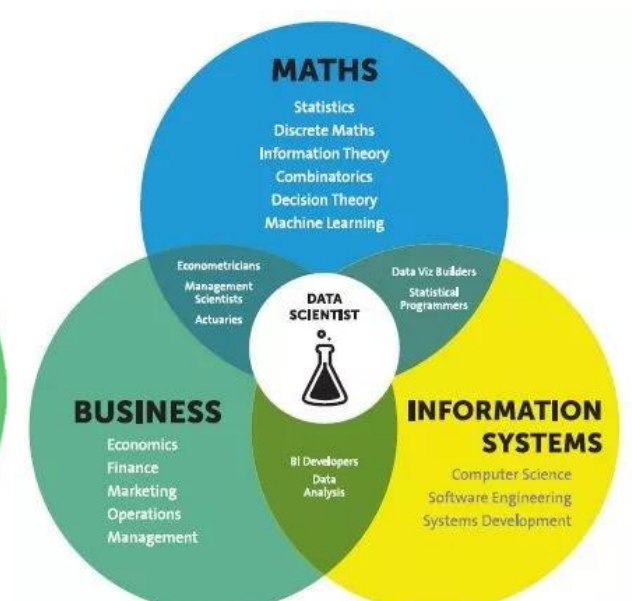 MATHS
Statistics
Discrete Maths
Information Theory
Combinatorics
Decision Theory
Machine Learning
Econometricians
Management
Scientists
Actuaries
Data Viz Builders
Statistical
Programmers
DATA
SCIENTIST
BUSINESS
Economics
Finance
Marketing
Operations
Management
BI Developers
Data
Analysis
INFORMATION
SYSTEMS
Computer Science
Software Engineering
Systems Development